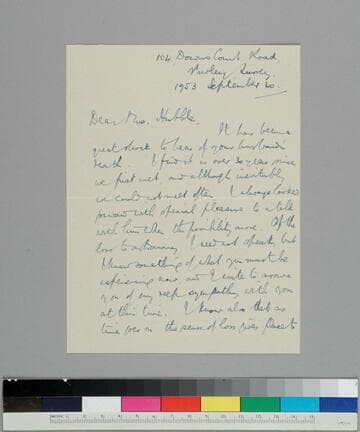 104 Downs Court Road,
Purley Surrey.
1953 September 30.
Dear Mrs. Hubble,
It has been a
great shock to hear of your husband's
death. I find it is over 30 years since
we first met, and although inevitably
we could not meet often I always looked
forward with special pleasure to a talk
with him when the possibility arose. Of the
loss to astronomy I need not speak, but
I know something of what you must be
experiencing now and I write to assure
you of my deep sympathy with you
at this time. I know also that as
time goes on the sense of loss gives place to